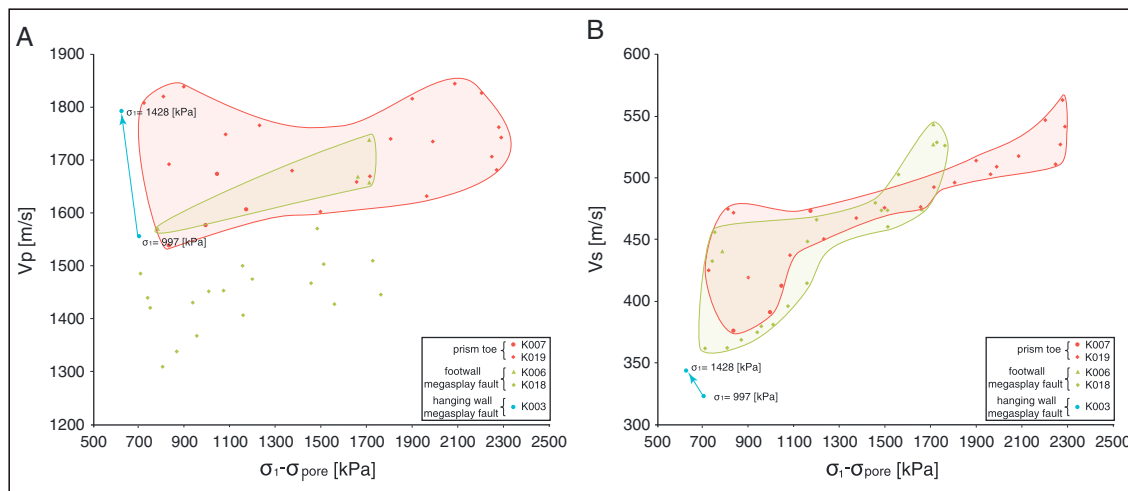 A
Vp [m/s]
1900
1800
1700
1600
1500
1400
1300
1200
500 700 900 1100 1300 1500 1700 1900 2100 2300 2500
σ₁-σpore [kPa]
σ₁= 1428 [kPa]
σ₁= 997 [kPa]
prism toe { K007
K019
footwall { K006
megasplay fault K018
hanging wall { K003
megasplay fault
B
Vs [m/s]
600
550
500
450
400
350
300
500 700 900 1100 1300 1500 1700 1900 2100 2300 2500
σ₁-σpore [kPa]
σ₁= 1428 [kPa]
σ₁= 997 [kPa]
prism toe { K007
K019
footwall { K006
megasplay fault K018
hanging wall { K003
megasplay fault